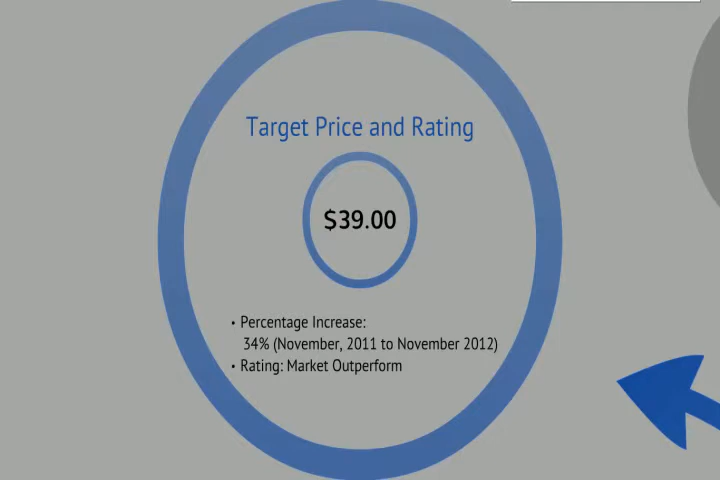 Target Price and Rating
$39.00
• Percentage Increase:
34% (November, 2011 to November 2012)
• Rating: Market Outperform